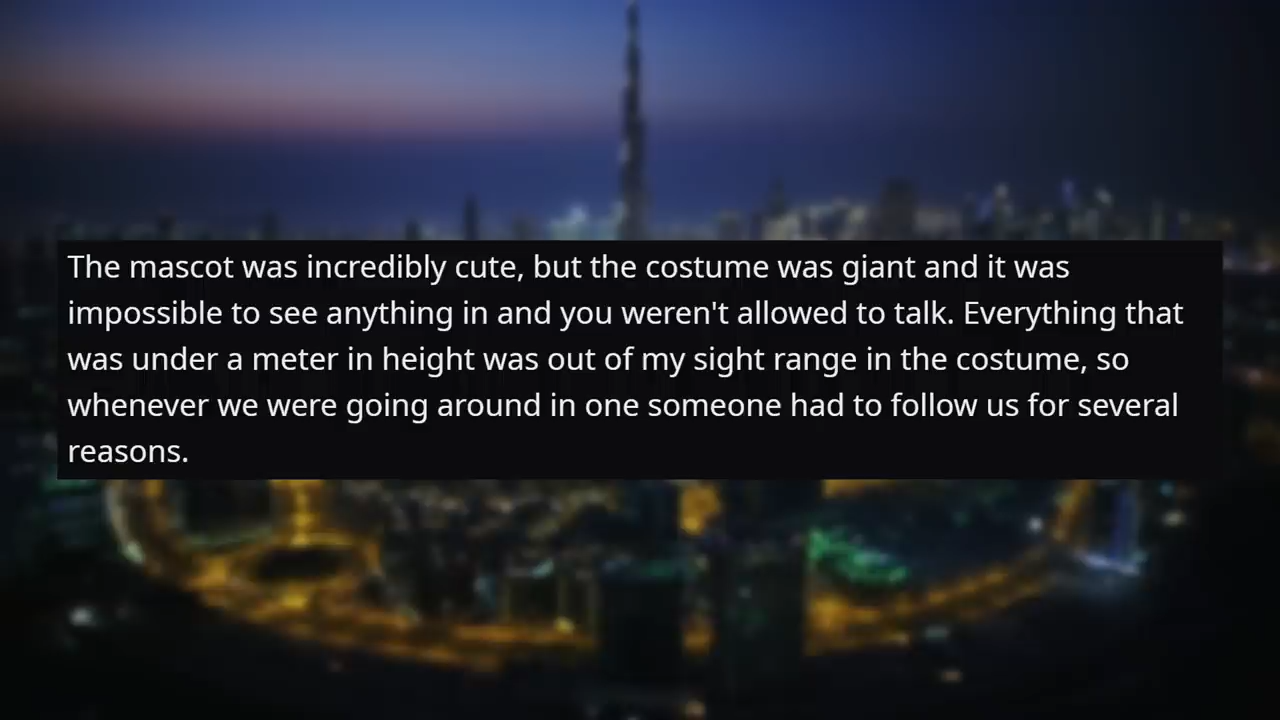 The mascot was incredibly cute, but the costume was giant and it was
impossible to see anything in and you weren't allowed to talk. Everything that
was under a meter in height was out of my sight range in the costume, so
whenever we were going around in one someone had to follow us for several
reasons.